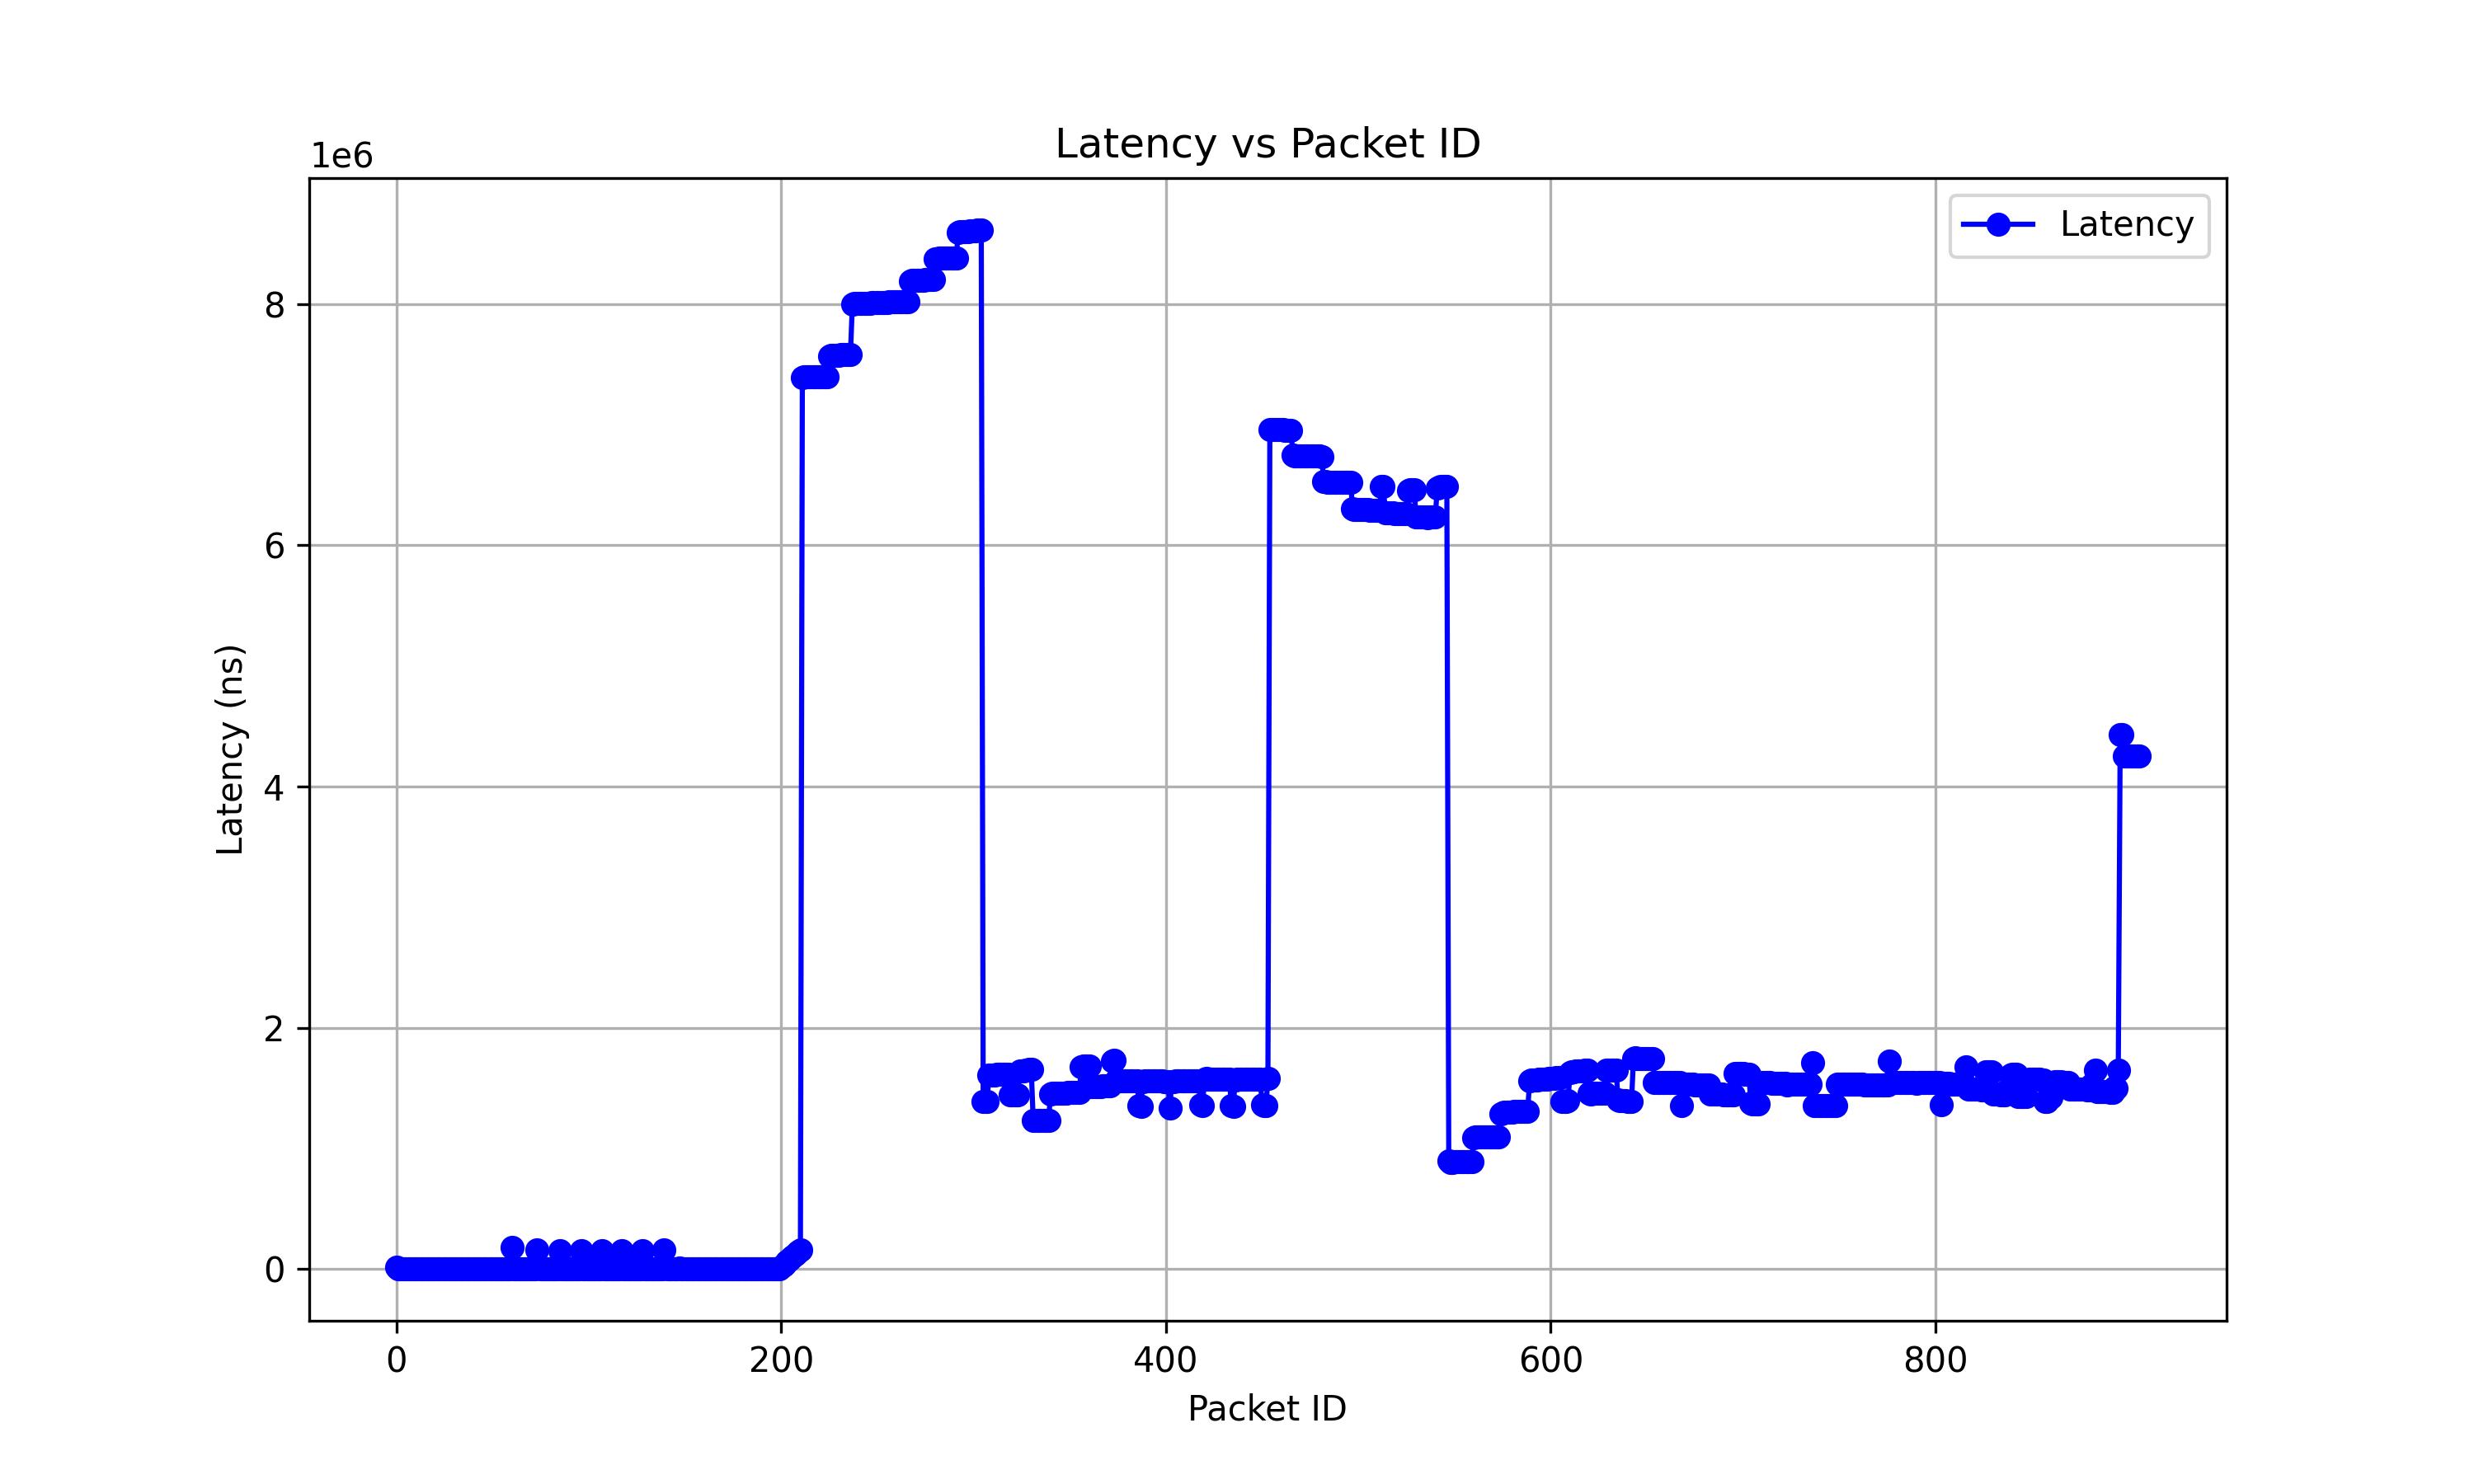 Latency vs Packet ID
1e6
Latency
8
6
4
2
0
Latency (ns)
0 200 400 600 800
Packet ID